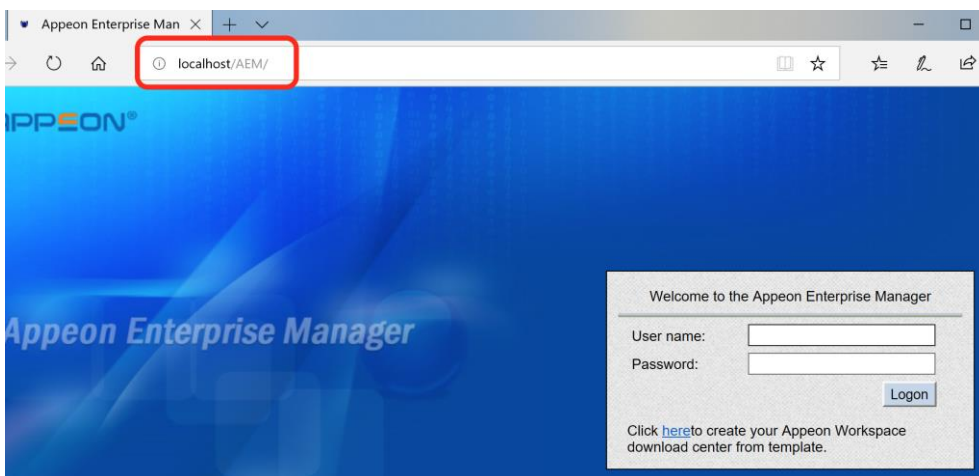 Appeon Enterprise Man
localhost/AEM/
APPEON®
Welcome to the Appeon Enterprise Manager
User name:
Appeon Enterprise Manager
Password:
Logon
Click hereto create your Appeon Workspace
download center from template.